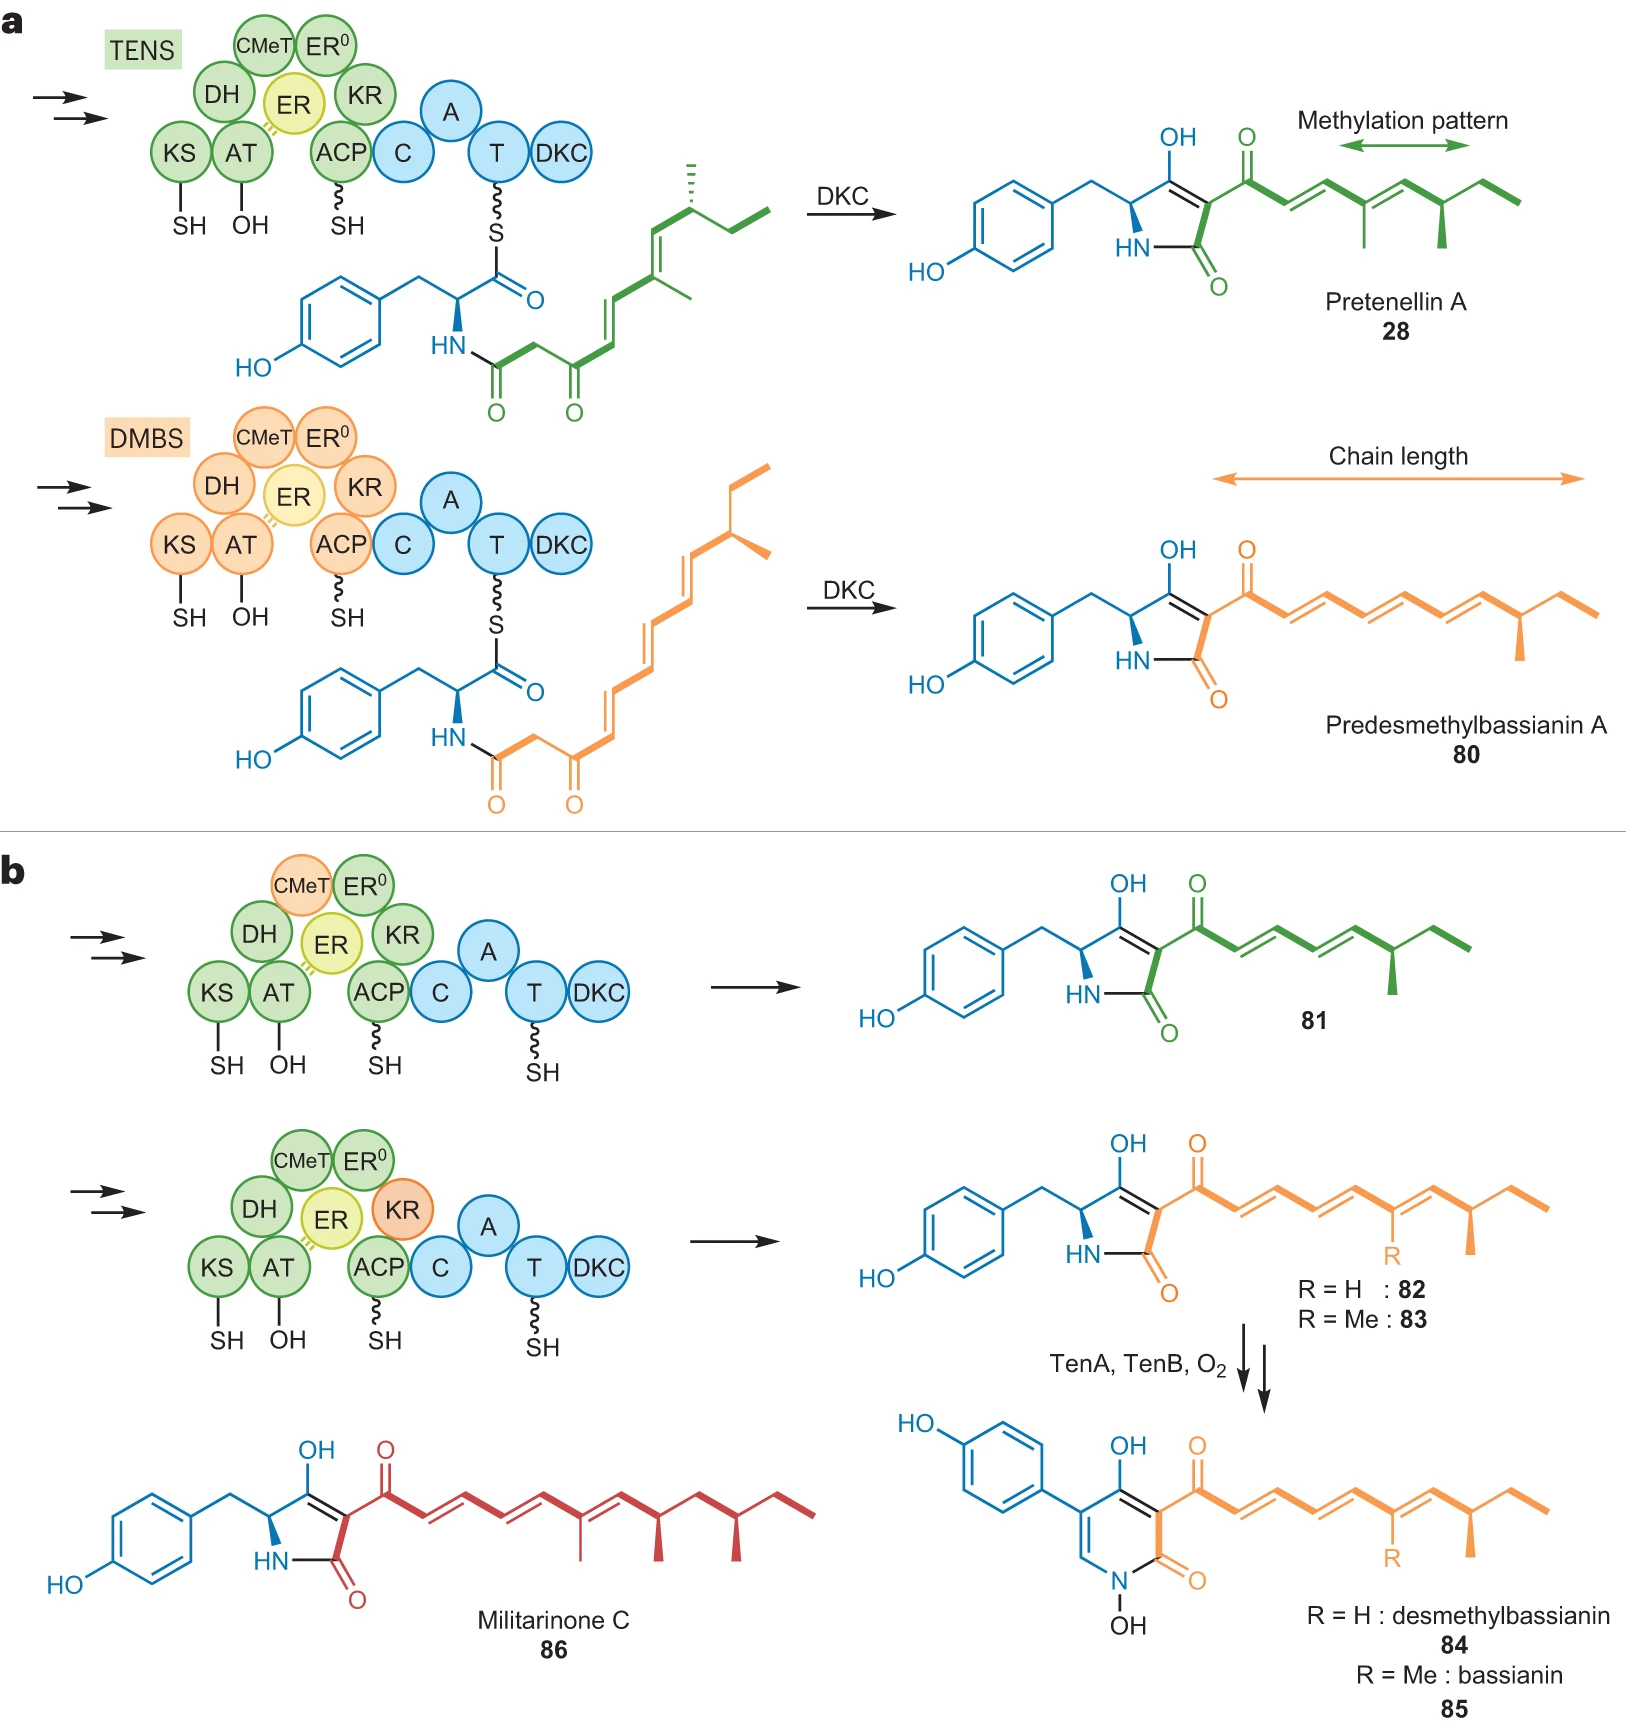 a
TENS
CMeT ER⁰
DH ER KR
A
KS AT ACP C T DKC
SH OH SH
S
O
HN
HO
O O
DKC
Methylation pattern
OH O
HN
HO
O
Pretenellin A
28
DMBS
CMeT ER⁰
DH ER KR
A
KS AT ACP C T DKC
SH OH SH
S
O
HN
HO
O O
DKC
Chain length
OH O
HN
HO
O
Predesmethylbassianin A
80
b
CMeT ER⁰
DH ER KR
A
KS AT ACP C T DKC
SH OH SH SH
OH O
HN
HO
O
81
CMeT ER⁰
DH ER KR
A
KS AT ACP C T DKC
SH OH SH SH
OH O
HN
HO
O
R
R = H : 82
R = Me : 83
TenA, TenB, O₂
OH O
HN
HO
O
Militarinone C
86
HO
OH O
N O
OH
R
R = H : desmethylbassianin
84
R = Me : bassianin
85